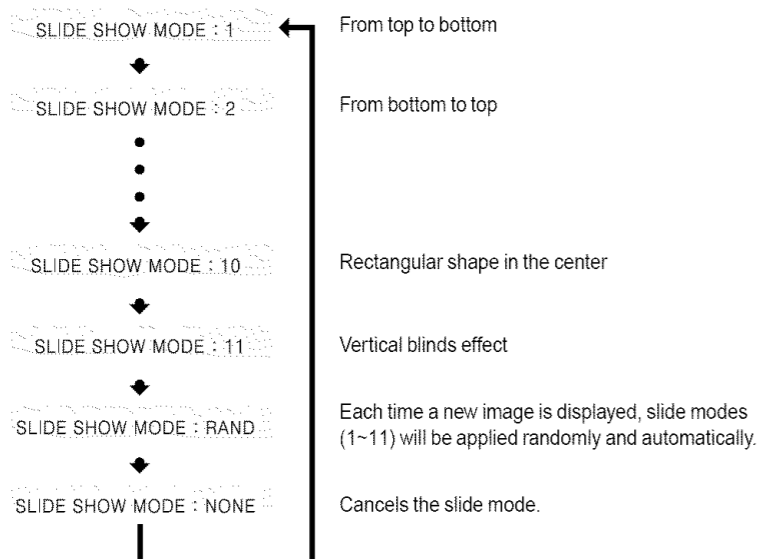 SLIDE SHOW MODE : 1
From top to bottom
SLIDE SHOW MODE : 2
From bottom to top
SLIDE SHOW MODE : 10
Rectangular shape in the center
SLIDE SHOW MODE : 11
Vertical blinds effect
SLIDE SHOW MODE : RAND
Each time a new image is displayed, slide modes
(1~11) will be applied randomly and automatically.
SLIDE SHOW MODE : NONE
Cancels the slide mode.